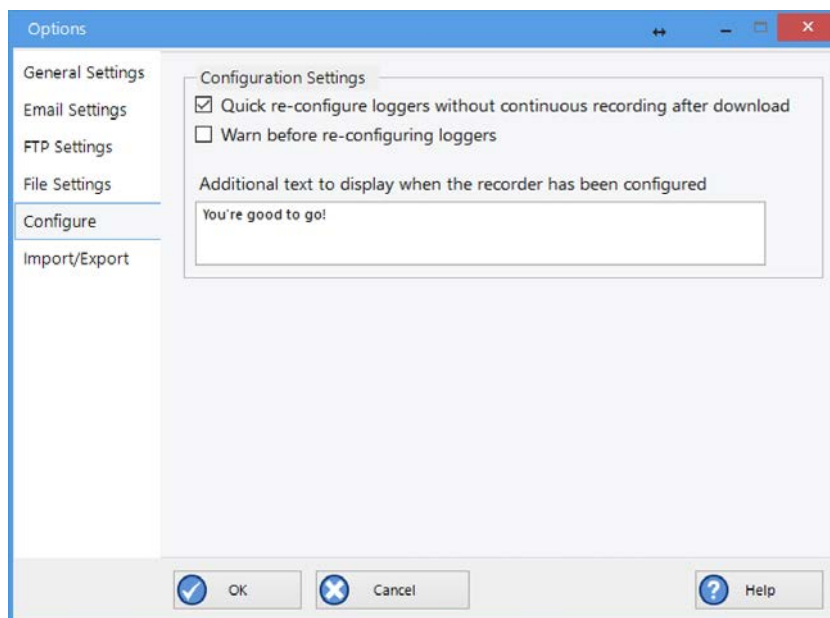 Options
General Settings
Email Settings
FTP Settings
File Settings
Configure
Import/Export
Configuration Settings
Quick re-configure loggers without continuous recording after download
Warn before re-configuring loggers
Additional text to display when the recorder has been configured
You're good to go!
OK
Cancel
Help